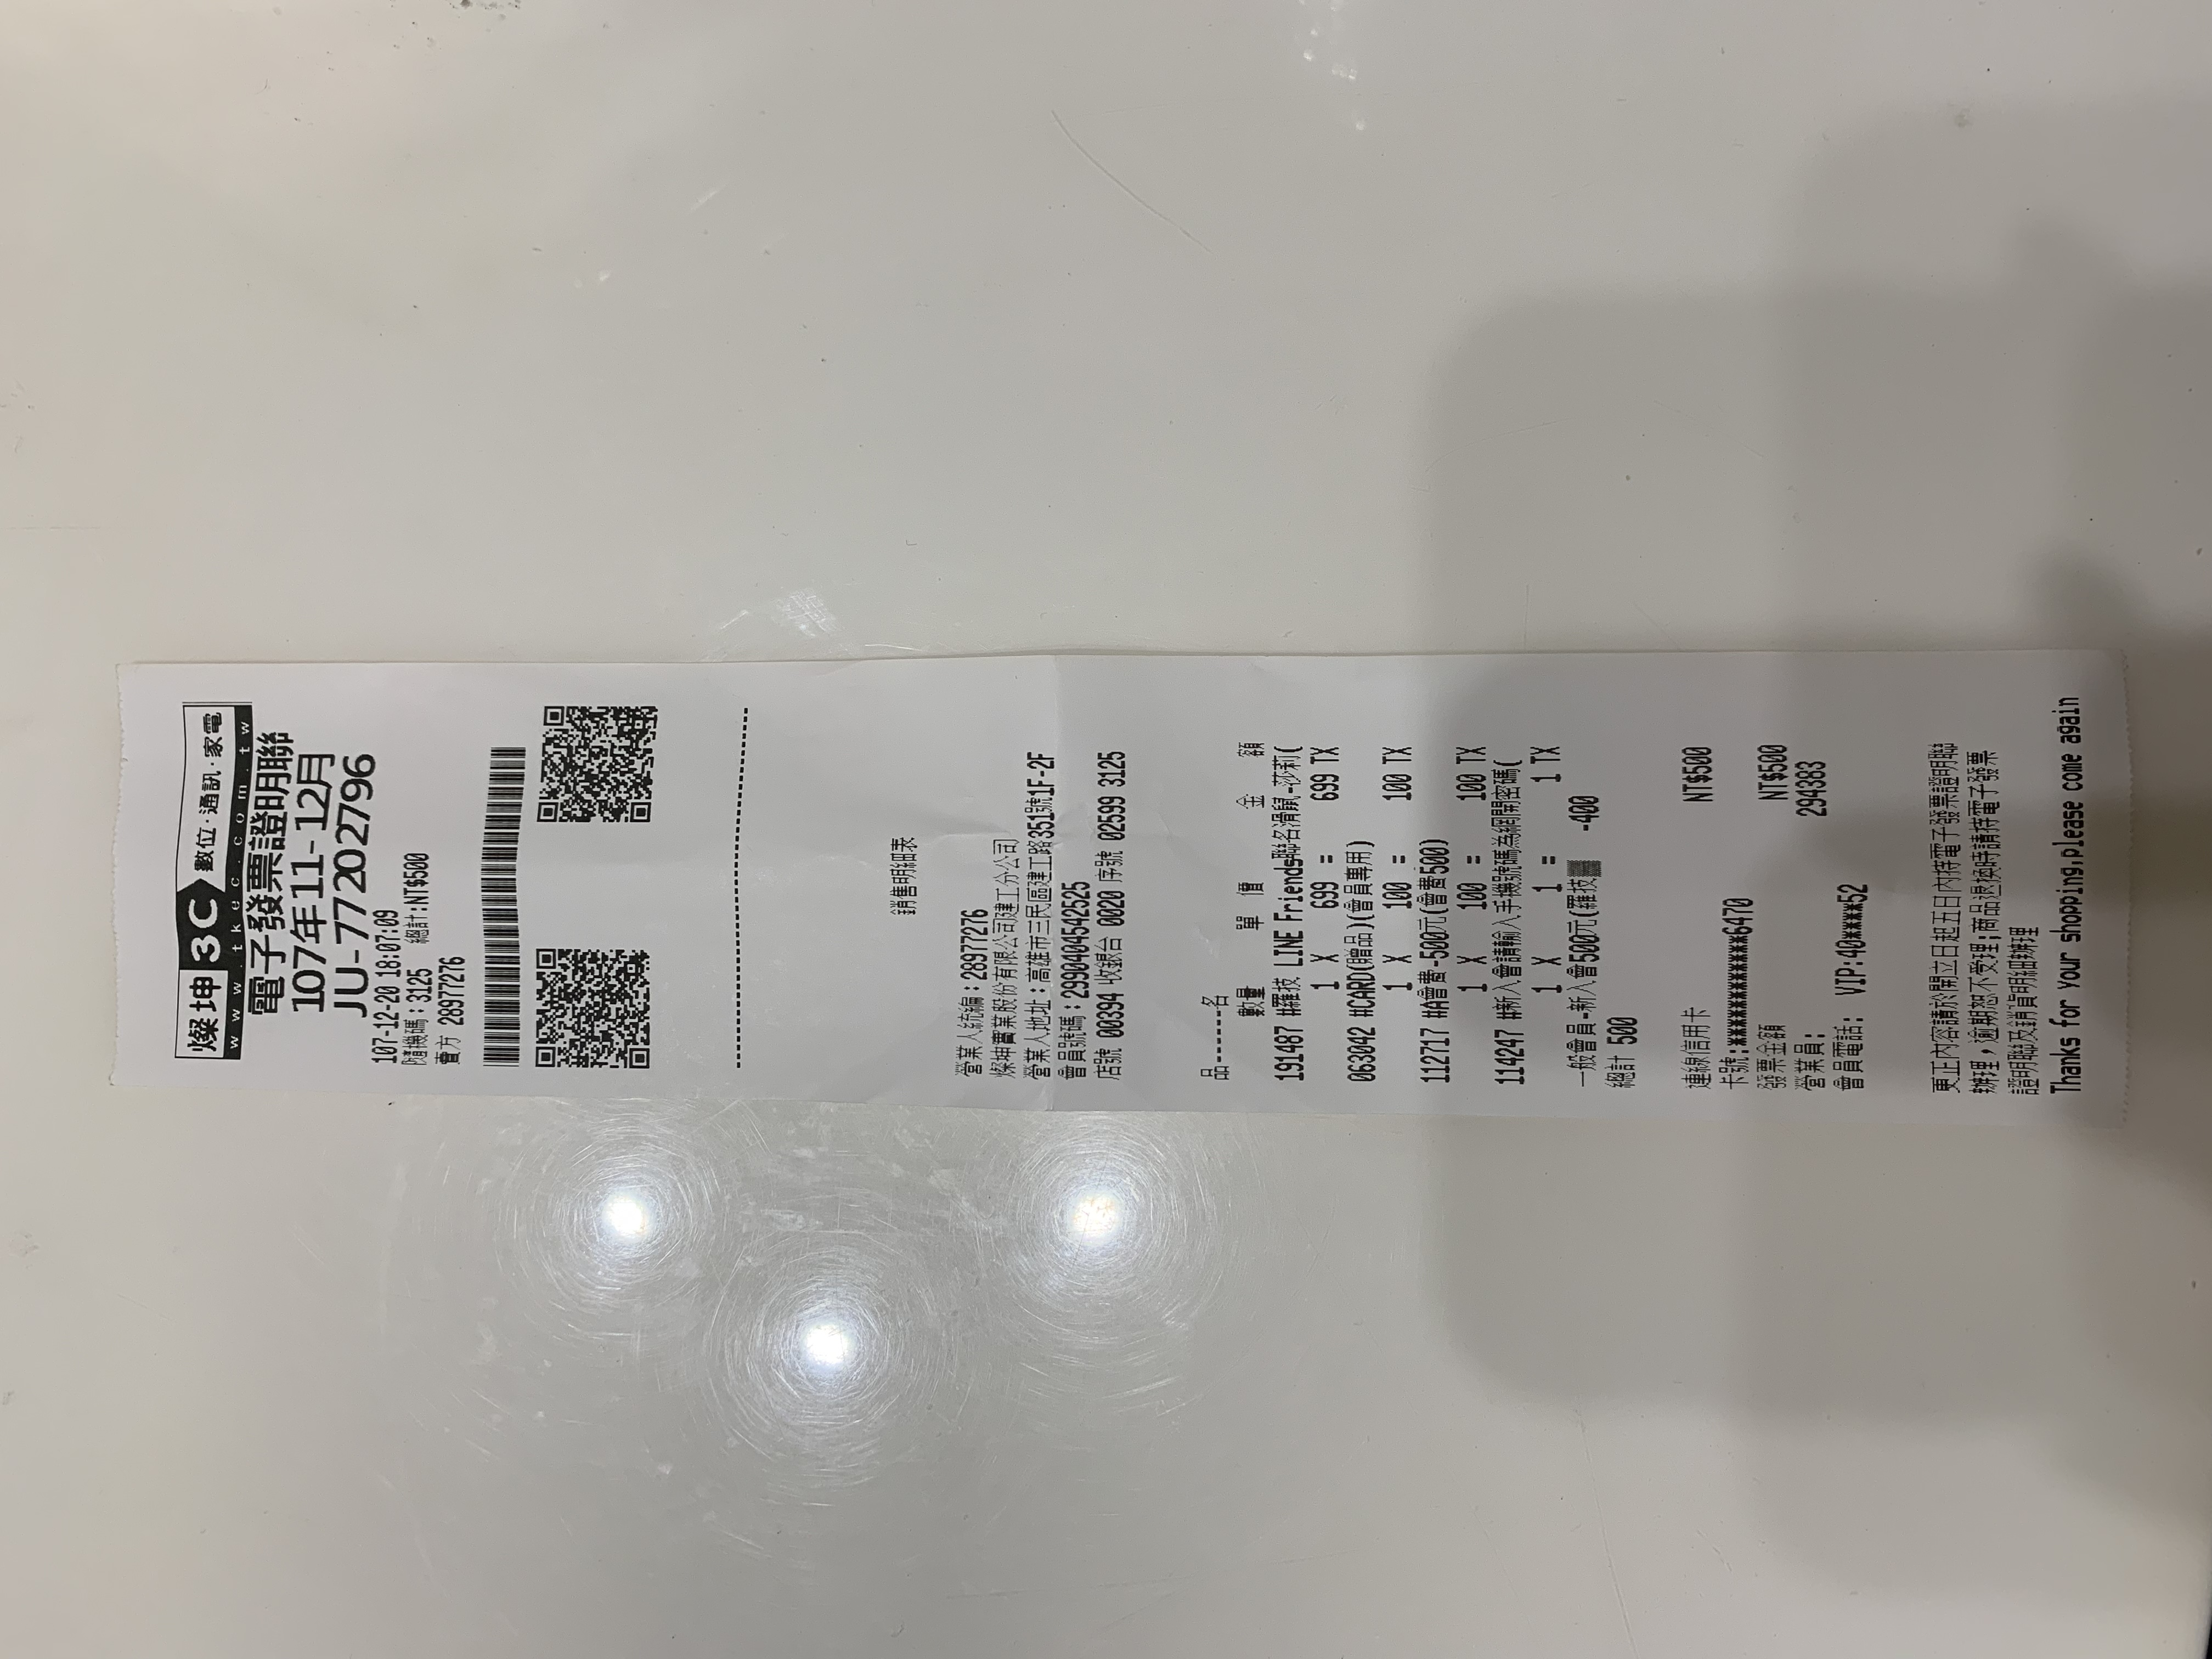 燦坤 3C 數位·通訊·家電
www.tkec.com.tw
電子發票證明聯
107年11-12月
JU-77202796
107-12-20 18:07:09
隨機碼：3125 總計:NT$500
賣方 28977276
銷售明細表
營業人統編：28977276
燦坤實業股份有限公司建工分公司
營業人地址：高雄市三民區建工路351號1F-2F
會員號碼：2990404542525
店號 00394 收銀台 0020 序號 02599 3125
品------名
數量 單 價 金 額
191487 #羅技 LINE Friends聯名滑鼠-莎莉(
1 X 699 = 699 TX
063042 #CARD(贈品)(會員專用)
1 X 100 = 100 TX
112717 #A會費-500元(會費500)
1 X 100 = 100 TX
114247 #新入會請輸入手機號碼為網開密碼(
1 X 1 = 1 TX
一般會員-新入會500元(羅技 -400
總計 500
連線信用卡 NT$500
卡號:************6470
發票金額 NT$500
營業員: 294383
會員電話: VIP:40****52
更正內容請於開立日起五日內持電子發票證明聯
辦理，逾期恕不受理;商品退換時請持電子發票
證明聯及銷貨明細辦理
Thanks for your shopping,please come again